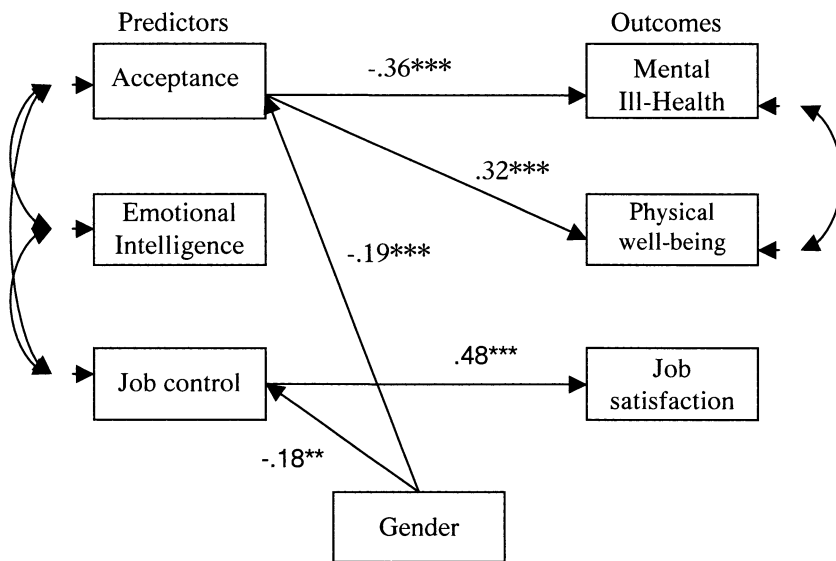 Predictors
Outcomes
Acceptance
-.36***
Mental
Ill-Health
.32***
Emotional
Intelligence
Physical
well-being
-.19***
Job control
.48***
Job
satisfaction
-.18**
Gender